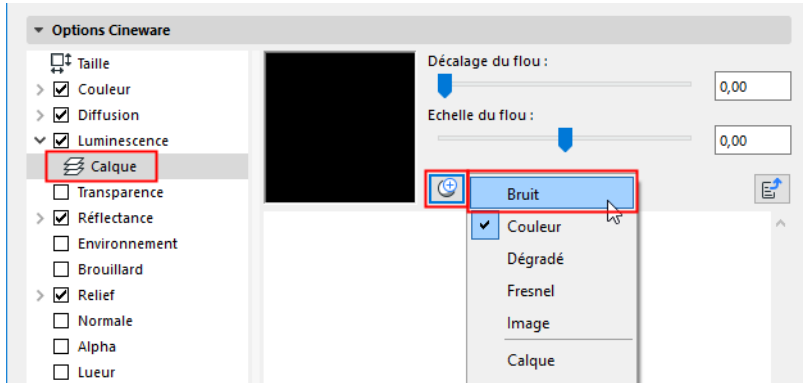 Options Cineware
Taille
Couleur
Diffusion
Luminescence
Calque
Transparence
Réflectance
Environnement
Brouillard
Relief
Normale
Alpha
Lueur
Décalage du flou :
0,00
Echelle du flou :
0,00
Bruit
Couleur
Dégradé
Fresnel
Image
Calque